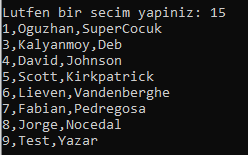 Lutfen bir secim yapiniz: 15
1,Oguzhan,SuperCocuk
3,Kalyanmoy,Deb
4,David,Johnson
5,Scott,Kirkpatrick
6,Lieven,Vandenberghe
7,Fabian,Pedregosa
8,Jorge,Nocedal
9,Test,Yazar